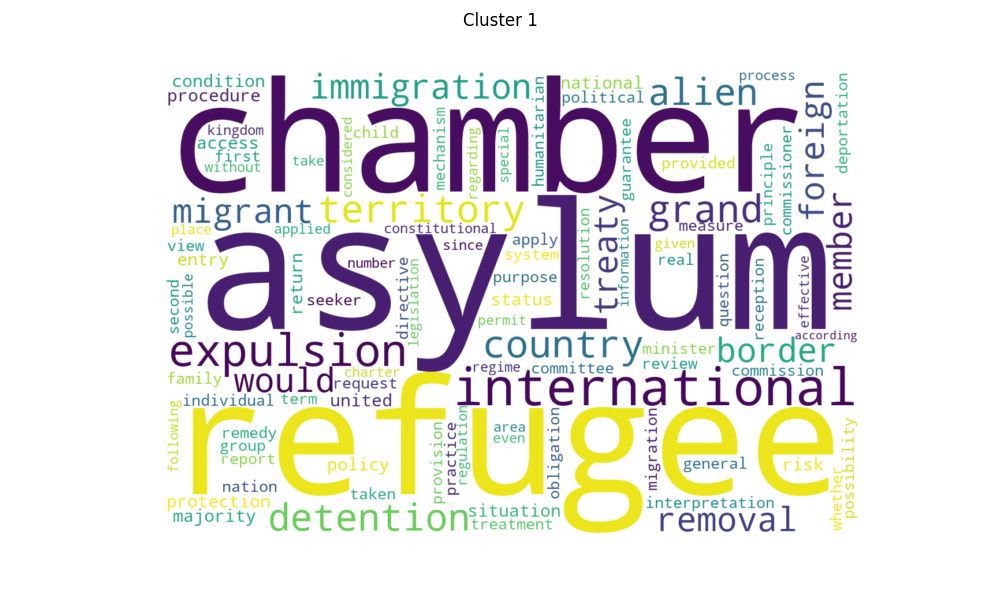 Cluster 1
condition
immigration
national
process
procedure
political
alien
chamber
kingdom
access
first
without
take
considered
child
mechanism
regarding
special
humanitarian
guarantee
provided
principle
commissioner
foreign
deportation
migrant
territory
grand
member
place
applied
constitutional
measure
view
since
apply
given
entry
system
real
asylum
return
number
seeker
directive
legislation
purpose
status
permit
resolution
treaty
information
question
reception
effective
according
second
possible
expulsion
country
minister
border
would
charter
regime
committee
review
commission
family
request
international
individual
term
united
refugee
following
remedy
group
report
policy
provision
practice
regulation
area
even
obligation
migration
general
risk
whether
possibility
nation
taken
protection
majority
detention
situation
treatment
interpretation
removal